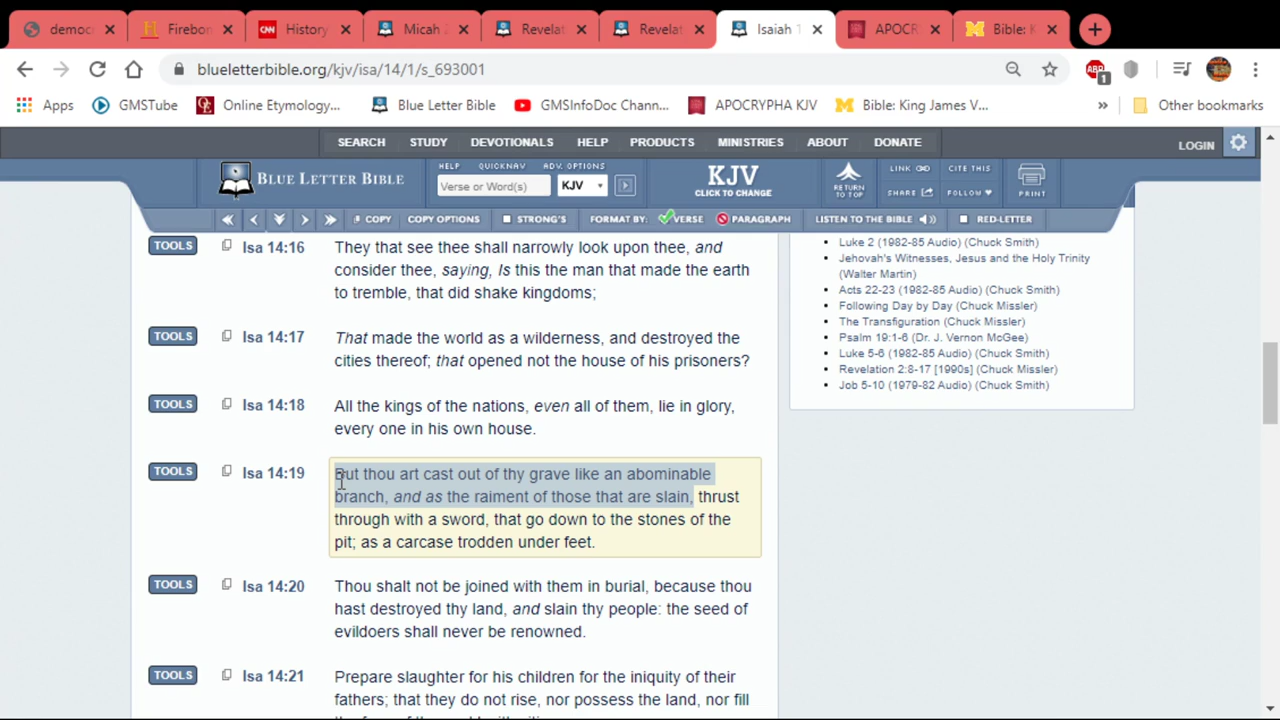 democ
Firebon
CNN History
Micah 2
Revelat
Revelat
Isaiah 1
APOCR
Bible: K
blueletterbible.org/kjv/isa/14/1/s_693001
ABP
1
Apps
GMSTube
OE Online Etymology...
Blue Letter Bible
GMSInfoDoc Chann...
APOCRYPHA KJV
Bible: King James V...
»
Other bookmarks
SEARCH STUDY DEVOTIONALS HELP PRODUCTS MINISTRIES ABOUT DONATE
LOGIN
BLUE LETTER BIBLE
HELP QUICKNAV ADV. OPTIONS
Verse or Word(s)
KJV
KJV
CLICK TO CHANGE
RETURN
TO TOP
LINK
CITE THIS
SHARE
FOLLOW
PRINT
COPY
COPY OPTIONS
STRONG'S
FORMAT BY: VERSE PARAGRAPH
LISTEN TO THE BIBLE
RED-LETTER
TOOLS Isa 14:16 They that see thee shall narrowly look upon thee, and
consider thee, saying, Is this the man that made the earth
to tremble, that did shake kingdoms;
TOOLS Isa 14:17 That made the world as a wilderness, and destroyed the
cities thereof; that opened not the house of his prisoners?
TOOLS Isa 14:18 All the kings of the nations, even all of them, lie in glory,
every one in his own house.
TOOLS Isa 14:19 But thou art cast out of thy grave like an abominable
branch, and as the raiment of those that are slain, thrust
through with a sword, that go down to the stones of the
pit; as a carcase trodden under feet.
TOOLS Isa 14:20 Thou shalt not be joined with them in burial, because thou
hast destroyed thy land, and slain thy people: the seed of
evildoers shall never be renowned.
TOOLS Isa 14:21 Prepare slaughter for his children for the iniquity of their
fathers; that they do not rise, nor possess the land, nor fill
Luke 2 (1982-85 Audio) (Chuck Smith)
Jehovah's Witnesses, Jesus and the Holy Trinity
(Walter Martin)
Acts 22-23 (1982-85 Audio) (Chuck Smith)
Following Day by Day (Chuck Missler)
The Transfiguration (Chuck Missler)
Psalm 19:1-6 (Dr. J. Vernon McGee)
Luke 5-6 (1982-85 Audio) (Chuck Smith)
Revelation 2:8-17 [1990s] (Chuck Missler)
Job 5-10 (1979-82 Audio) (Chuck Smith)